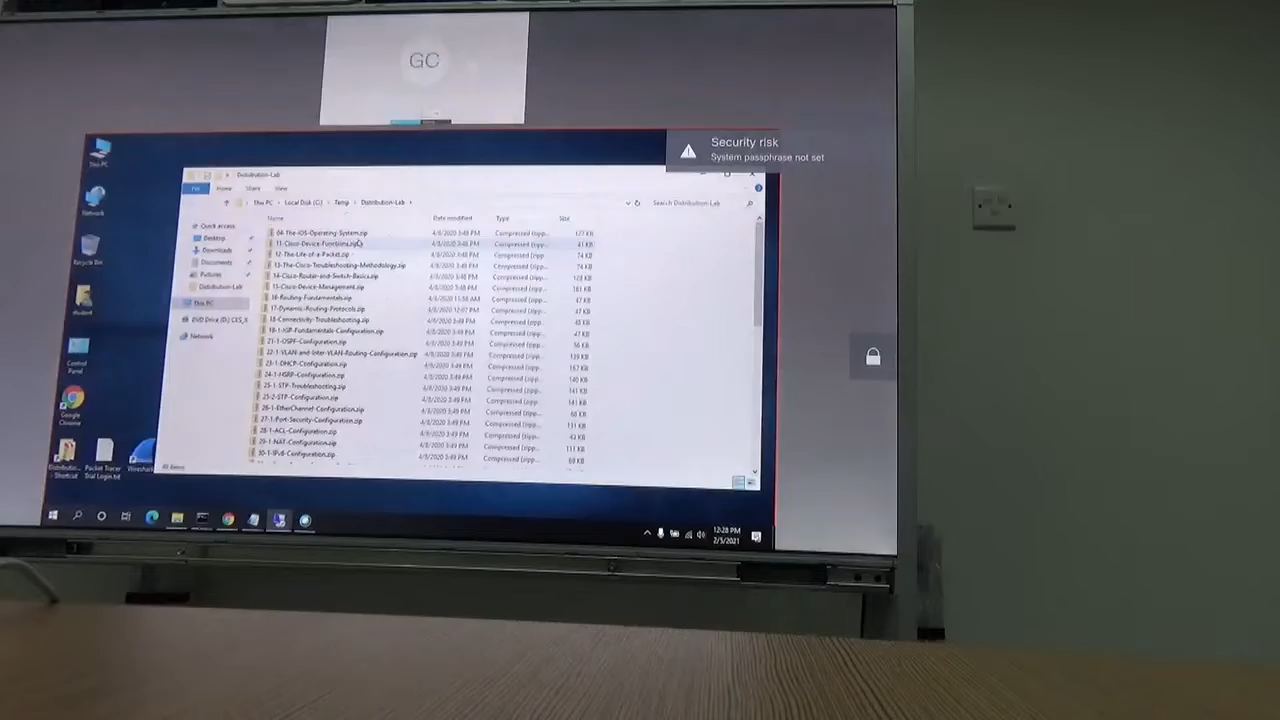 GC
Security risk
System passphrase not set
Distribution-Lab
File Home Share View
This PC > Local Disk (C:) > Temp > Distribution-Lab >
Search Distribution-Lab
Name Date modified Type Size
04-The-IOS-Operating-System.zip 4/8/2020 3:48 PM Compressed (zipp... 177 KB
11-Cisco-Device-Functions.zip 4/8/2020 3:48 PM Compressed (zipp... 41 KB
12-The-Life-of-a-Packet.zip 4/8/2020 3:48 PM Compressed (zipp... 74 KB
13-The-Cisco-Troubleshooting-Methodology.zip 4/8/2020 3:48 PM Compressed (zipp... 74 KB
14-Cisco-Router-and-Switch-Basics.zip 4/8/2020 3:48 PM Compressed (zipp... 128 KB
15-Cisco-Device-Management.zip 4/8/2020 3:48 PM Compressed (zipp... 161 KB
16-Routing-Fundamentals.zip 4/8/2020 11:58 AM Compressed (zipp... 47 KB
17-Dynamic-Routing-Protocols.zip 4/8/2020 12:07 PM Compressed (zipp... 37 KB
18-Connectivity-Troubleshooting.zip 4/8/2020 3:49 PM Compressed (zipp...
19-1-IGP-Fundamentals-Configuration.zip 4/8/2020 3:49 PM Compressed (zipp... 47 KB
21-1-OSPF-Configuration.zip 4/8/2020 3:49 PM Compressed (zipp... 56 KB
22-1-VLAN-and-Inter-VLAN-Routing-Configuration.zip 4/8/2020 3:49 PM Compressed (zipp... 139 KB
23-1-DHCP-Configuration.zip 4/8/2020 3:49 PM Compressed (zipp... 167 KB
24-1-HSRP-Configuration.zip 4/8/2020 3:49 PM Compressed (zipp... 140 KB
25-1-STP-Troubleshooting.zip 4/8/2020 3:49 PM Compressed (zipp... 141 KB
25-2-STP-Configuration.zip 4/8/2020 3:49 PM Compressed (zipp... 141 KB
26-1-EtherChannel-Configuration.zip 4/8/2020 3:49 PM Compressed (zipp... 68 KB
27-1-Port-Security-Configuration.zip 4/8/2020 3:49 PM Compressed (zipp... 131 KB
28-1-ACL-Configuration.zip 4/8/2020 3:49 PM Compressed (zipp... 43 KB
29-1-NAT-Configuration.zip 4/8/2020 3:49 PM Compressed (zipp... 111 KB
30-1-IPv6-Configuration.zip 4/8/2020 3:49 PM Compressed (zipp... 69 KB
Quick access
Desktop
Downloads
Documents
Pictures
Distribution-Lab
This PC
DVD Drive (D:) CES_X
Network
items
This PC
Network
Recycle Bin
student
Control
Panel
Google
Chrome
Distributio...
- Shortcut
Packet Tracer
Trial Login.txt
Wireshark
12:28 PM
2/5/2021